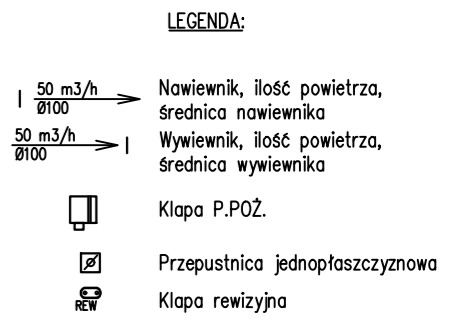 LEGENDA:
50 m3/h
Ø100
Nawiewnik, ilość powietrza,
średnica nawiewnika
50 m3/h
Ø100
Wywiewnik, ilość powietrza,
średnica wywiewnika
Klapa P.POŻ.
Przepustnica jednopłaszczyznowa
REW
Klapa rewizyjna